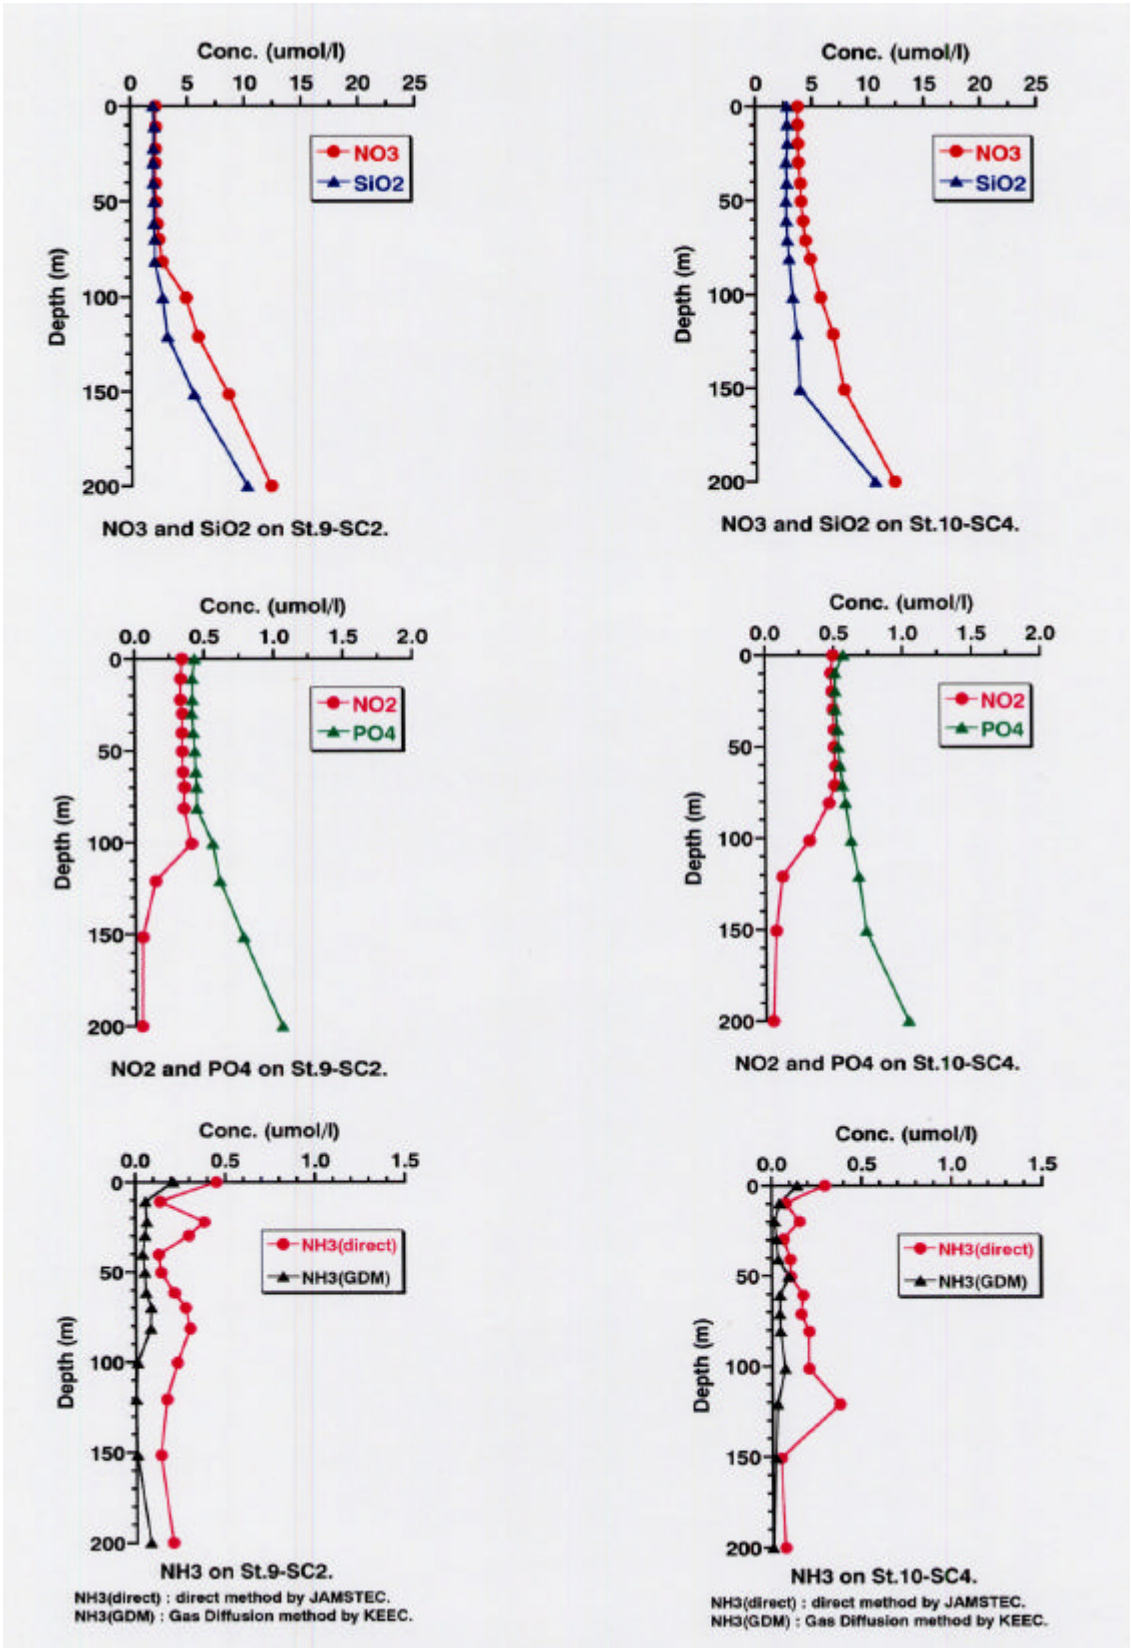 Conc. (umol/l)
0 5 10 15 20 25
0
50
100
150
200
Depth (m)
NO3
SiO2
NO3 and SiO2 on St.9-SC2.
Conc. (umol/l)
0 5 10 15 20 25
0
50
100
150
200
Depth (m)
NO3
SiO2
NO3 and SiO2 on St.10-SC4.
Conc. (umol/l)
0.0 0.5 1.0 1.5 2.0
0
50
100
150
200
Depth (m)
NO2
PO4
NO2 and PO4 on St.9-SC2.
Conc. (umol/l)
0.0 0.5 1.0 1.5 2.0
0
50
100
150
200
Depth (m)
NO2
PO4
NO2 and PO4 on St.10-SC4.
Conc. (umol/l)
0.0 0.5 1.0 1.5
0
50
100
150
200
Depth (m)
NH3(direct)
NH3(GDM)
NH3 on St.9-SC2.
NH3(direct) : direct method by JAMSTEC.
NH3(GDM) : Gas Diffusion method by KEEC.
Conc. (umol/l)
0.0 0.5 1.0 1.5
0
50
100
150
200
Depth (m)
NH3(direct)
NH3(GDM)
NH3 on St.10-SC4.
NH3(direct) : direct method by JAMSTEC.
NH3(GDM) : Gas Diffusion method by KEEC.